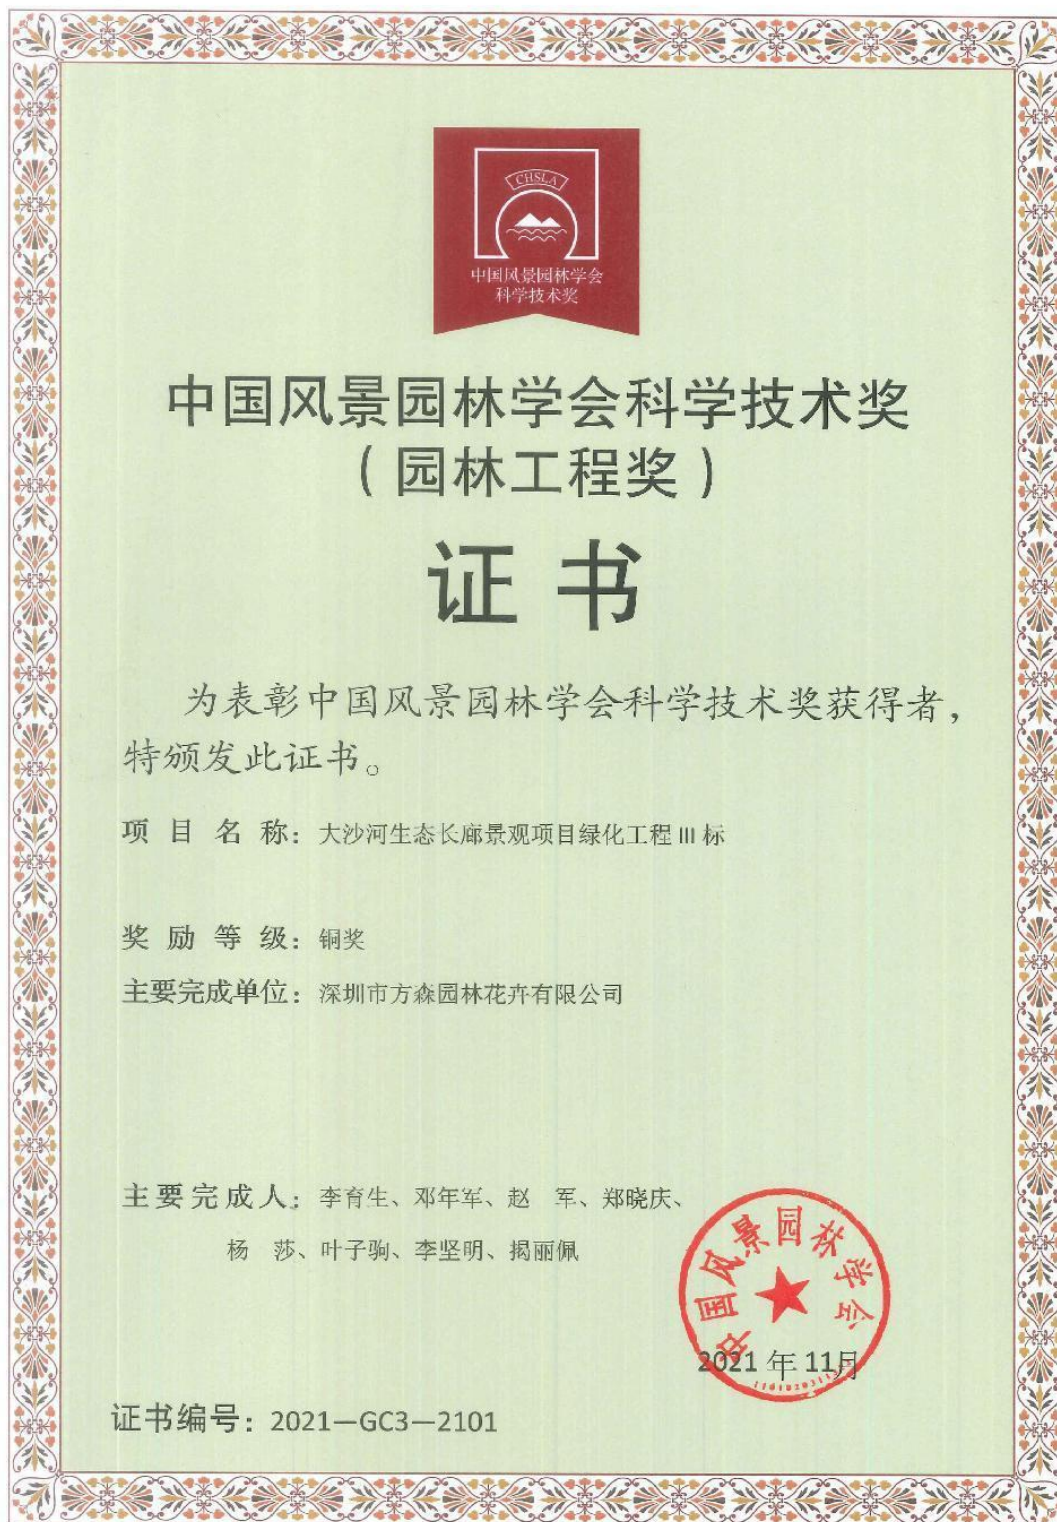 CHSLA
中国风景园林学会
科学技术奖
中国风景园林学会科学技术奖
（园林工程奖）
证书
为表彰中国风景园林学会科学技术奖获得者，
特颁发此证书。
项目名称：大沙河生态长廊景观项目绿化工程 III 标
奖励等级：铜奖
主要完成单位：深圳市方森园林花卉有限公司
主要完成人：李育生、邓年军、赵　军、郑晓庆、
杨　莎、叶子驹、李坚明、揭丽佩
中国风景园林学会
2021 年 11月
证书编号：2021—GC3—2101